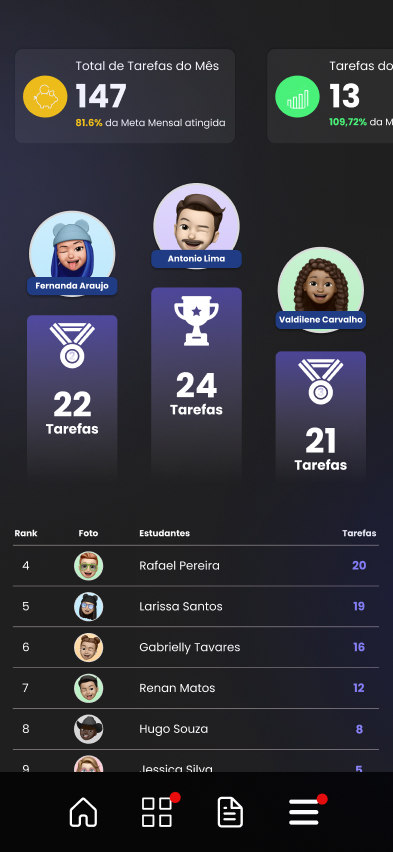 Total de Tarefas do Mês
147
81.6% da Meta Mensal atingida
Tarefas do
13
109,72% da M
Fernanda Araujo
Antonio Lima
Valdilene Carvalho
22
Tarefas
24
Tarefas
21
Tarefas
Rank Foto Estudantes Tarefas
4 Rafael Pereira 20
5 Larissa Santos 19
6 Gabrielly Tavares 16
7 Renan Matos 12
8 Hugo Souza 8
9 Jessica Silva 5